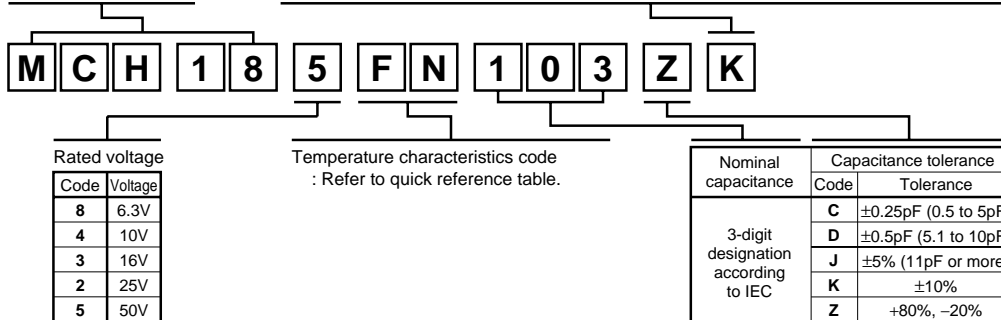 M C H 1 8 5 F N 1 0 3 Z K
Rated voltage
Code Voltage
8 6.3V
4 10V
3 16V
2 25V
5 50V
Temperature characteristics code
: Refer to quick reference table.
Nominal capacitance
3-digit
designation
according
to IEC
Capacitance tolerance
Code Tolerance
C ±0.25pF (0.5 to 5pF
D ±0.5pF (5.1 to 10pF
J ±5% (11pF or more
K ±10%
Z +80%, −20%